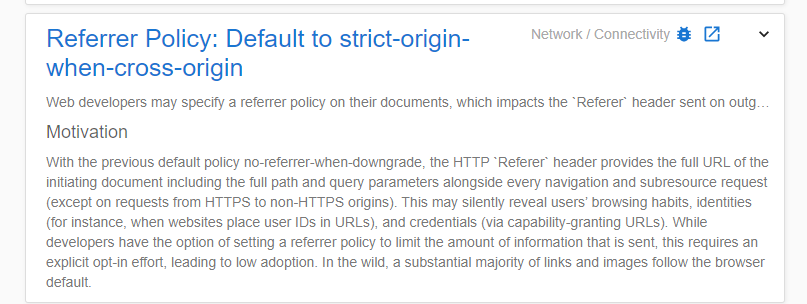 Referrer Policy: Default to strict-origin-
when-cross-origin
Network / Connectivity
Web developers may specify a referrer policy on their documents, which impacts the `Referer` header sent on outg…
Motivation
With the previous default policy no-referrer-when-downgrade, the HTTP `Referer` header provides the full URL of the
initiating document including the full path and query parameters alongside every navigation and subresource request
(except on requests from HTTPS to non-HTTPS origins). This may silently reveal users’ browsing habits, identities
(for instance, when websites place user IDs in URLs), and credentials (via capability-granting URLs). While
developers have the option of setting a referrer policy to limit the amount of information that is sent, this requires an
explicit opt-in effort, leading to low adoption. In the wild, a substantial majority of links and images follow the browser
default.